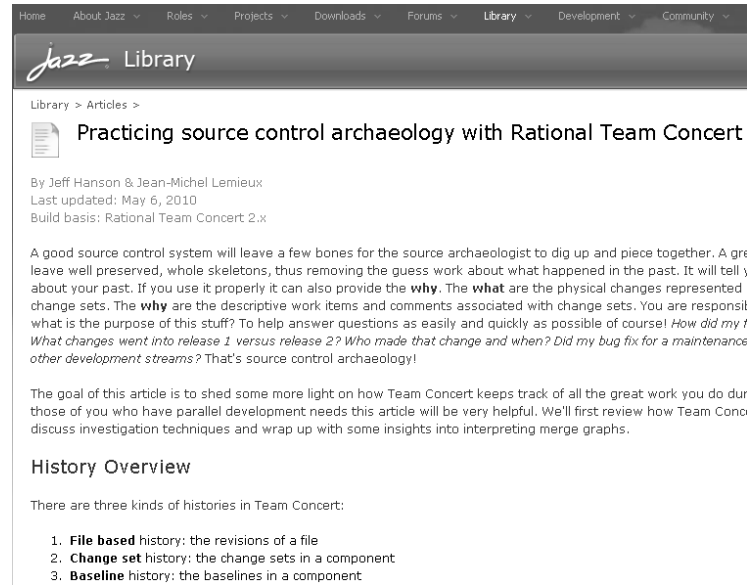 Home About Jazz Roles Projects Downloads Forums Library Development Community
jazz Library
Library > Articles >
Practicing source control archaeology with Rational Team Concert
By Jeff Hanson & Jean-Michel Lemieux
Last updated: May 6, 2010
Build basis: Rational Team Concert 2.x
A good source control system will leave a few bones for the source archaeologist to dig up and piece together. A gre
leave well preserved, whole skeletons, thus removing the guess work about what happened in the past. It will tell y
about your past. If you use it properly it can also provide the why. The what are the physical changes represented
change sets. The why are the descriptive work items and comments associated with change sets. You are responsib
what is the purpose of this stuff? To help answer questions as easily and quickly as possible of course! How did my f
What changes went into release 1 versus release 2? Who made that change and when? Did my bug fix for a maintenance
other development streams? That's source control archaeology!
The goal of this article is to shed some more light on how Team Concert keeps track of all the great work you do dur
those of you who have parallel development needs this article will be very helpful. We'll first review how Team Conc
discuss investigation techniques and wrap up with some insights into interpreting merge graphs.
History Overview
There are three kinds of histories in Team Concert:
1. File based history: the revisions of a file
2. Change set history: the change sets in a component
3. Baseline history: the baselines in a component